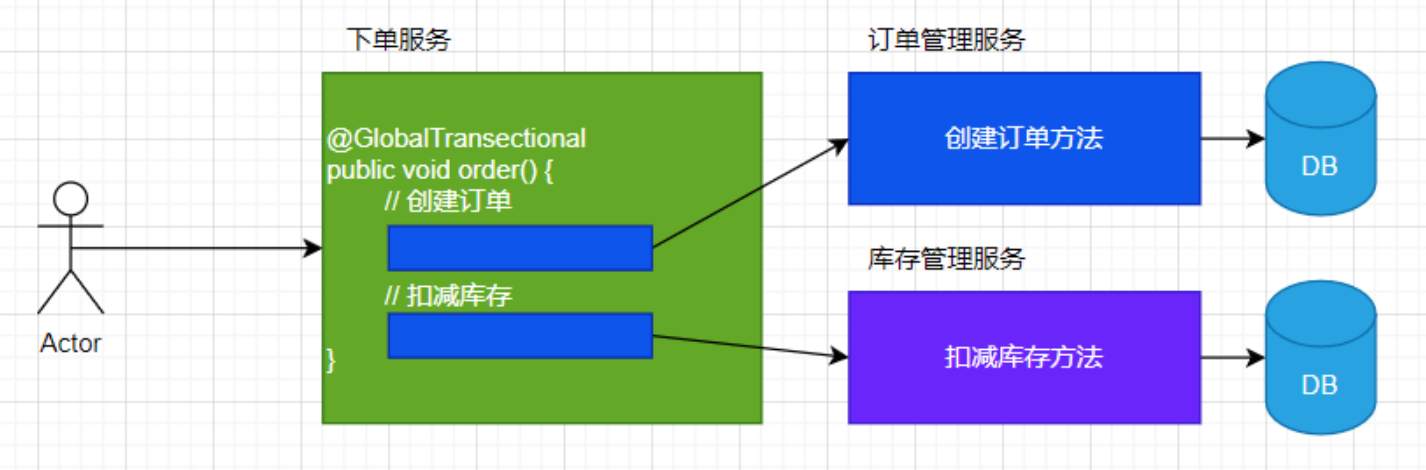 下单服务
@GlobalTransectional
public void order() {
// 创建订单
// 扣减库存
}
Actor
订单管理服务
创建订单方法
DB
库存管理服务
扣减库存方法
DB